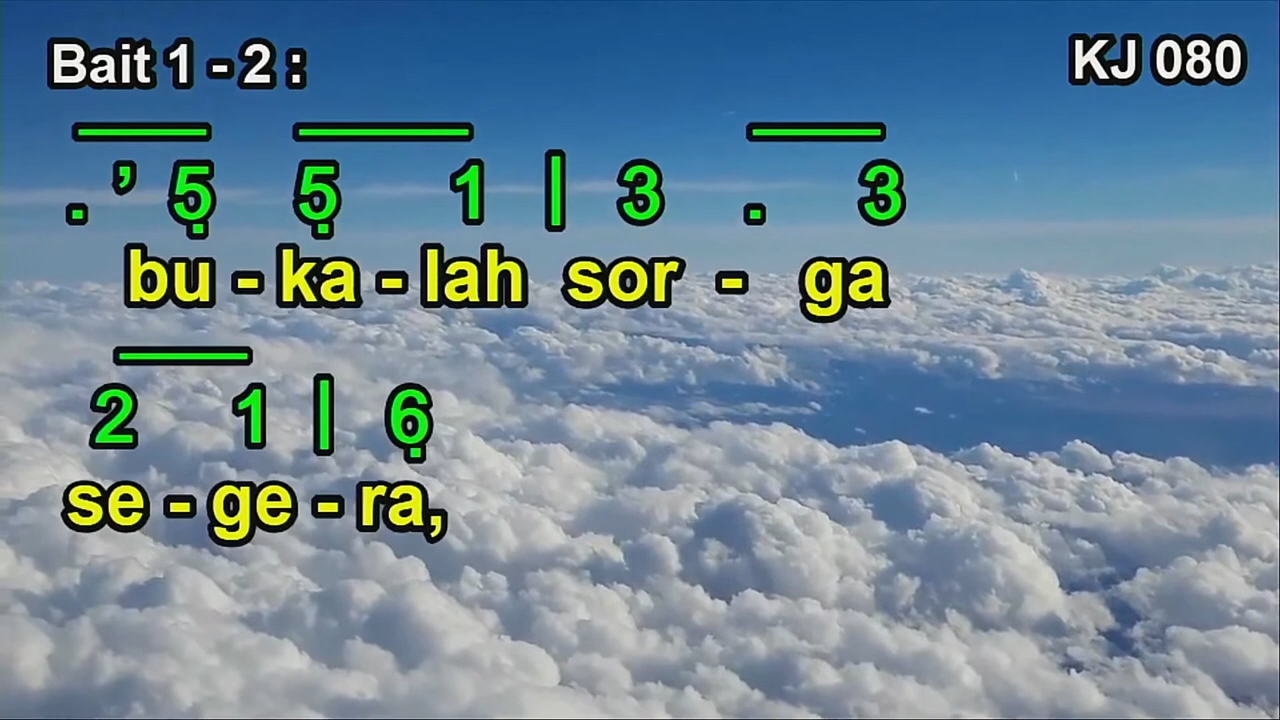 Bait 1 - 2 :
KJ 080
. ’ 5̣ 5̣ 1 | 3 . 3
bu - ka - lah sor - ga
2 1 | 6̣
se - ge - ra,